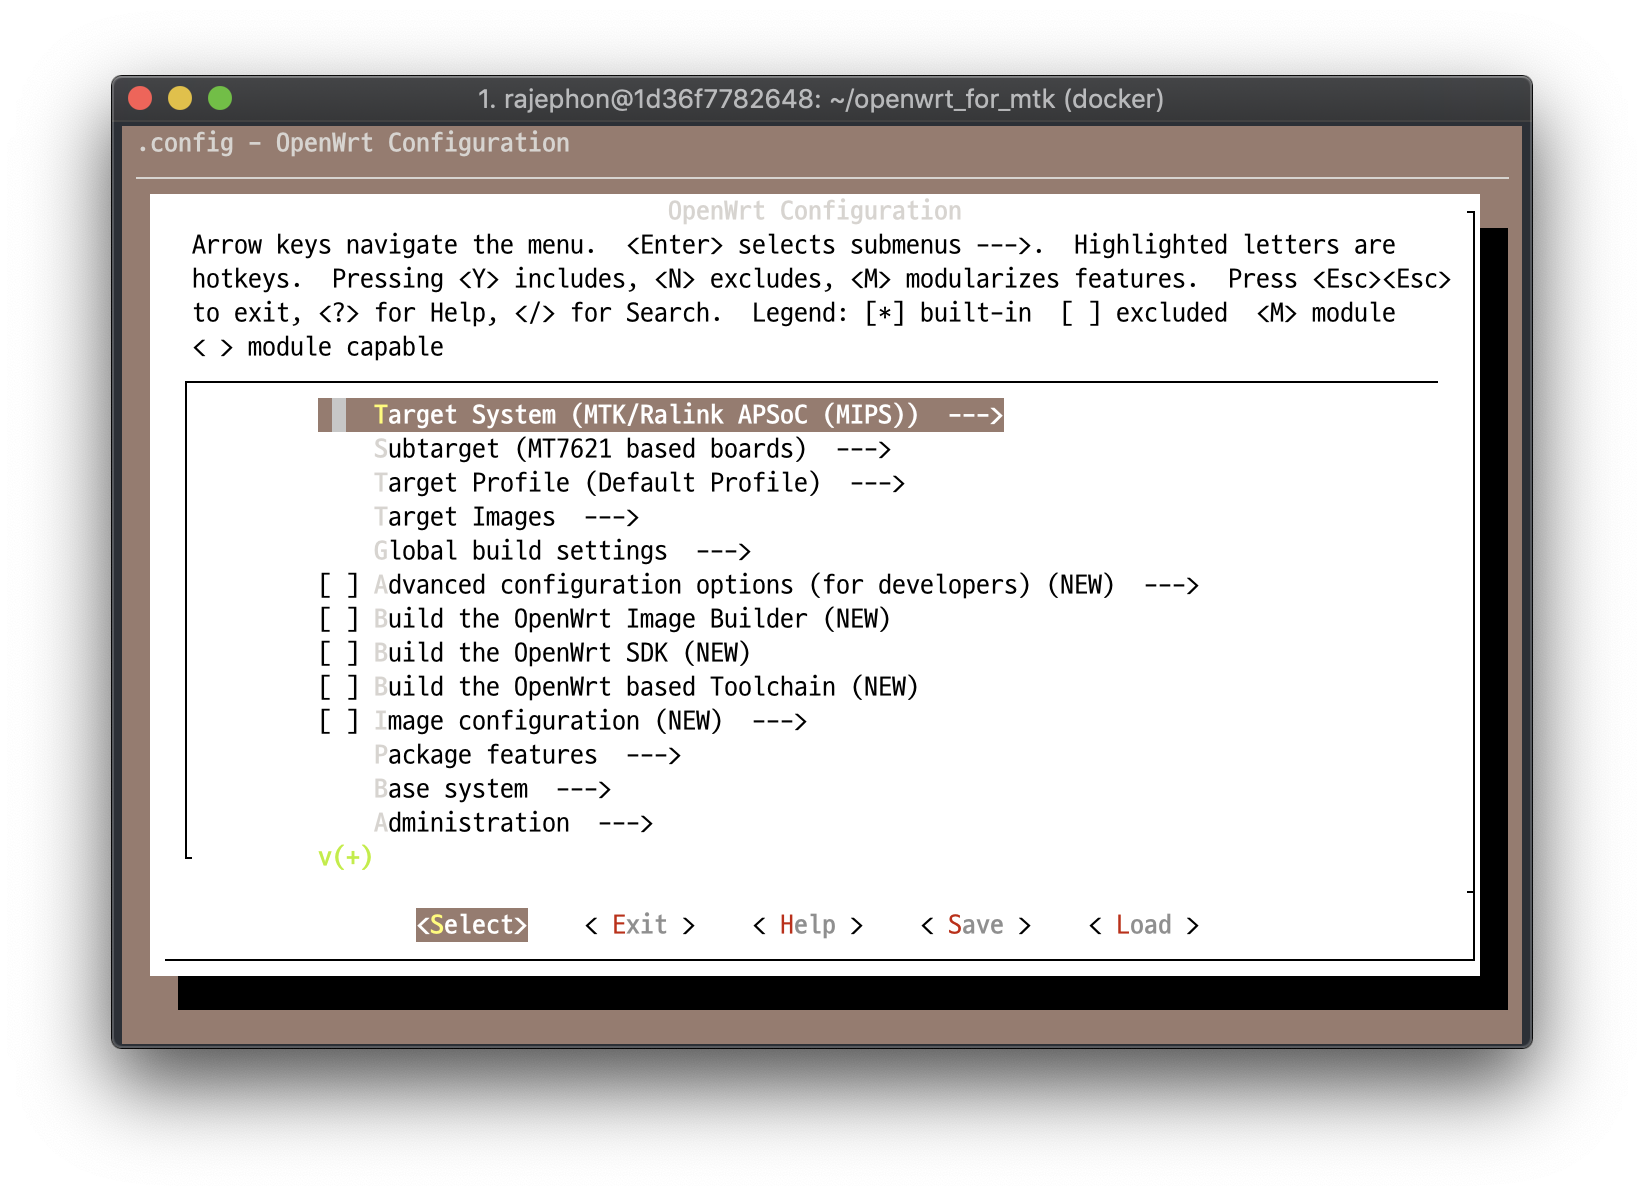 1. rajephon@1d36f7782648: ~/openwrt_for_mtk (docker)
.config - OpenWrt Configuration
OpenWrt Configuration
Arrow keys navigate the menu.  <Enter> selects submenus --->.  Highlighted letters are
hotkeys.  Pressing <Y> includes, <N> excludes, <M> modularizes features.  Press <Esc><Esc>
to exit, <?> for Help, </> for Search.  Legend: [*] built-in  [ ] excluded  <M> module
< > module capable
Target System (MTK/Ralink APSoC (MIPS))  --->
Subtarget (MT7621 based boards)  --->
Target Profile (Default Profile)  --->
Target Images  --->
Global build settings  --->
[ ] Advanced configuration options (for developers) (NEW)  --->
[ ] Build the OpenWrt Image Builder (NEW)
[ ] Build the OpenWrt SDK (NEW)
[ ] Build the OpenWrt based Toolchain (NEW)
[ ] Image configuration (NEW)  --->
Package features  --->
Base system  --->
Administration  --->
v(+)
<Select>    < Exit >    < Help >    < Save >    < Load >